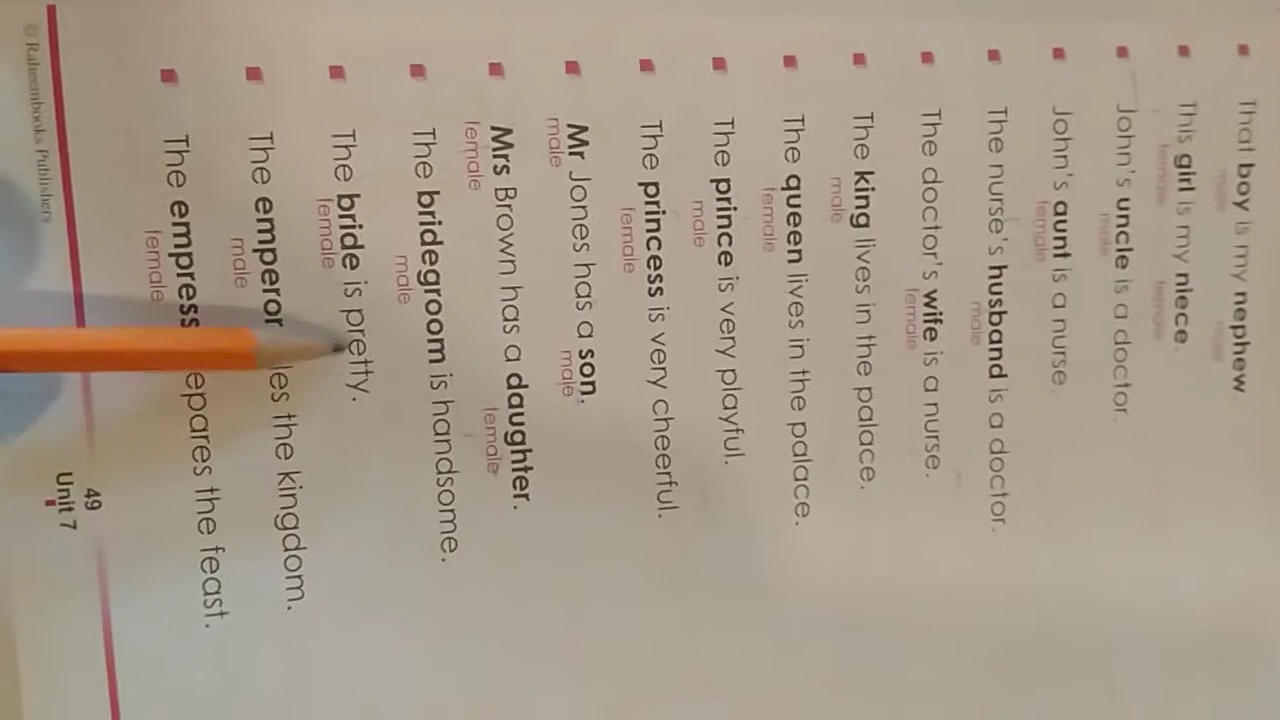 That boy is my nephew.
male male
This girl is my niece.
female female
John's uncle is a doctor.
male
John's aunt is a nurse.
female
The nurse's husband is a doctor.
male
The doctor's wife is a nurse.
female
The king lives in the palace.
male
The queen lives in the palace.
female
The prince is very playful.
male
The princess is very cheerful.
female
Mr Jones has a son.
male male
Mrs Brown has a daughter.
female female
The bridegroom is handsome.
male
The bride is pretty.
female
The emperor les the kingdom.
male
The empress epares the feast.
female
49
Unit 7
© Raheembooks Publishers